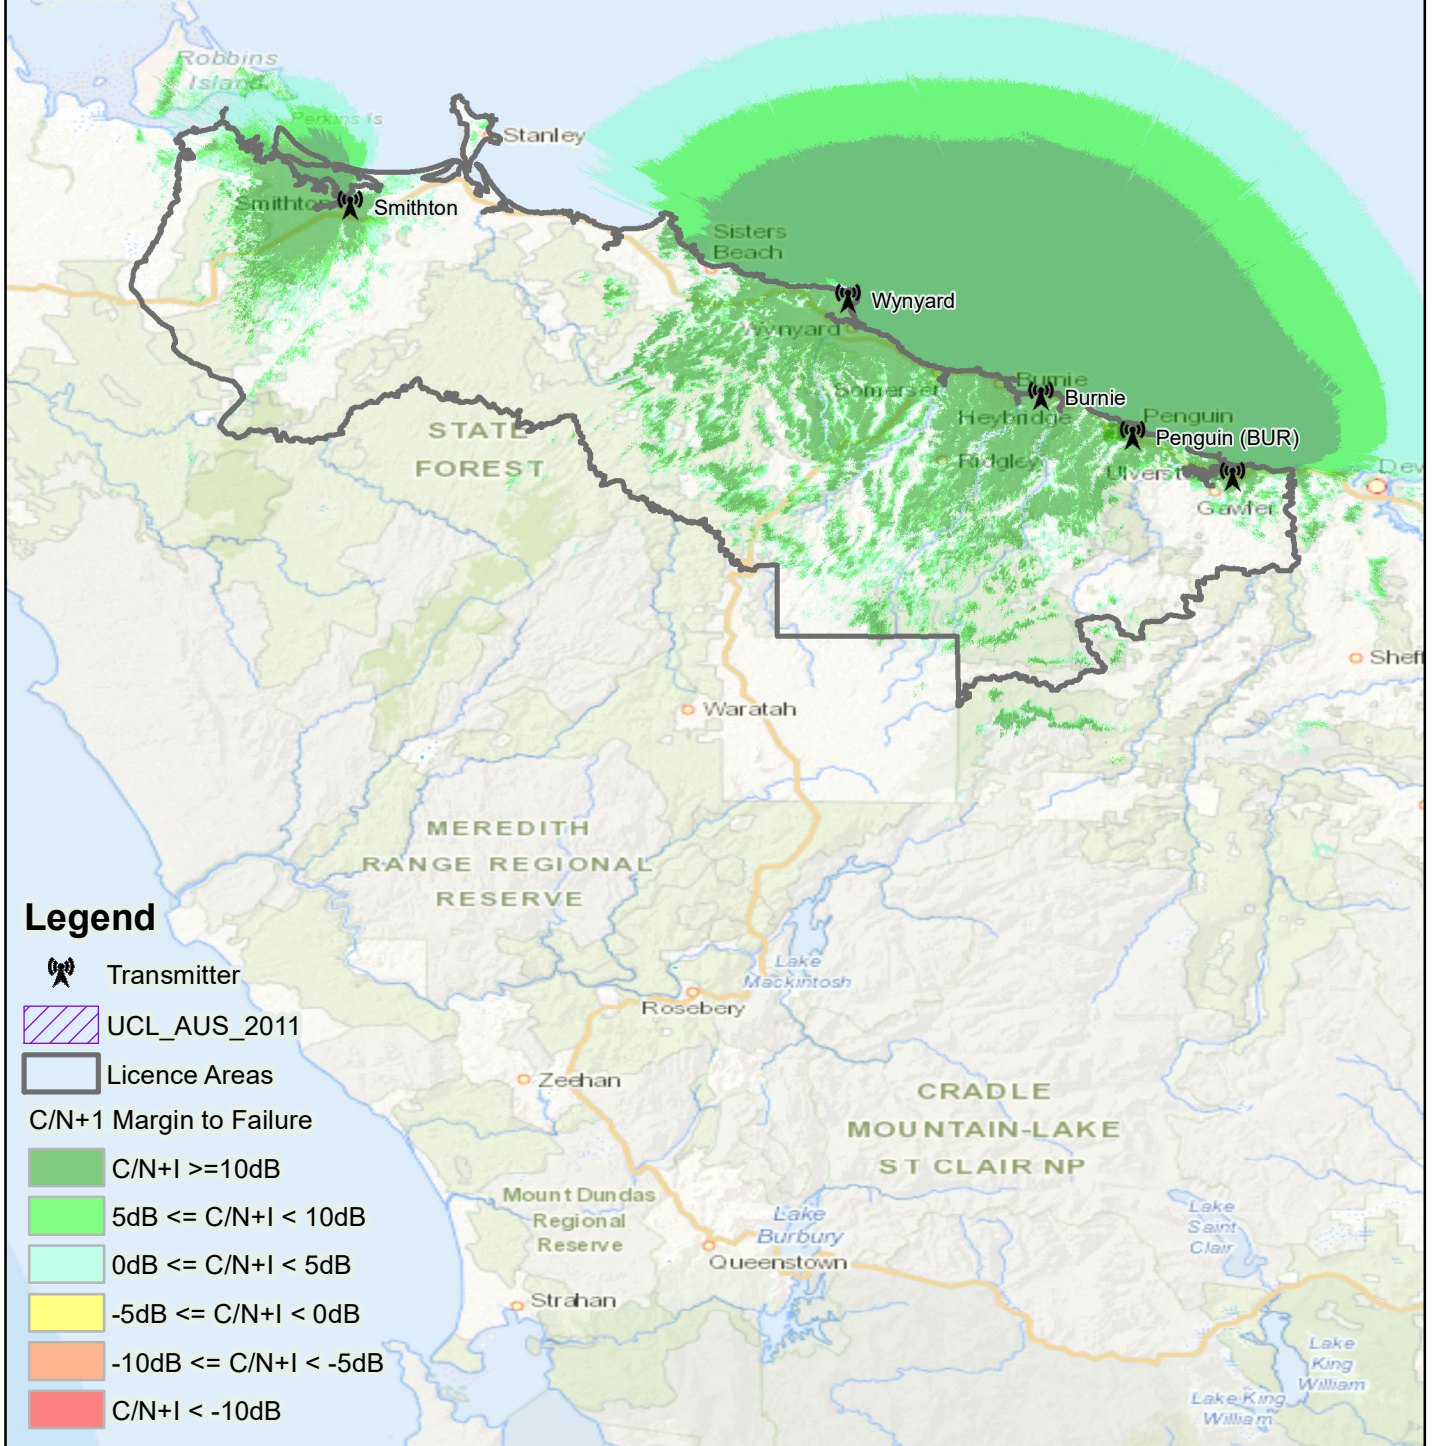 Robbins
Island
Perkins Is
Stanley
Smithton
Smithton
Sisters
Beach
Wynyard
Wynyard
Somerset
Burnie
Burnie
Heybridge
Penguin
Penguin (BUR)
Ridgley
Ulverst
Gawler
Dev
STATE
FOREST
Sheff
Waratah
MEREDITH
RANGE REGIONAL
RESERVE
Lake
Mackintosh
Rosebery
Zeehan
CRADLE
MOUNTAIN-LAKE
ST CLAIR NP
Mount Dundas
Regional
Reserve
Lake
Burbury
Queenstown
Lake
Saint
Clair
Strahan
Lake
King
William
Lake King
William
Legend
Transmitter
UCL_AUS_2011
Licence Areas
C/N+1 Margin to Failure
C/N+I >=10dB
5dB <= C/N+I < 10dB
0dB <= C/N+I < 5dB
-5dB <= C/N+I < 0dB
-10dB <= C/N+I < -5dB
C/N+I < -10dB